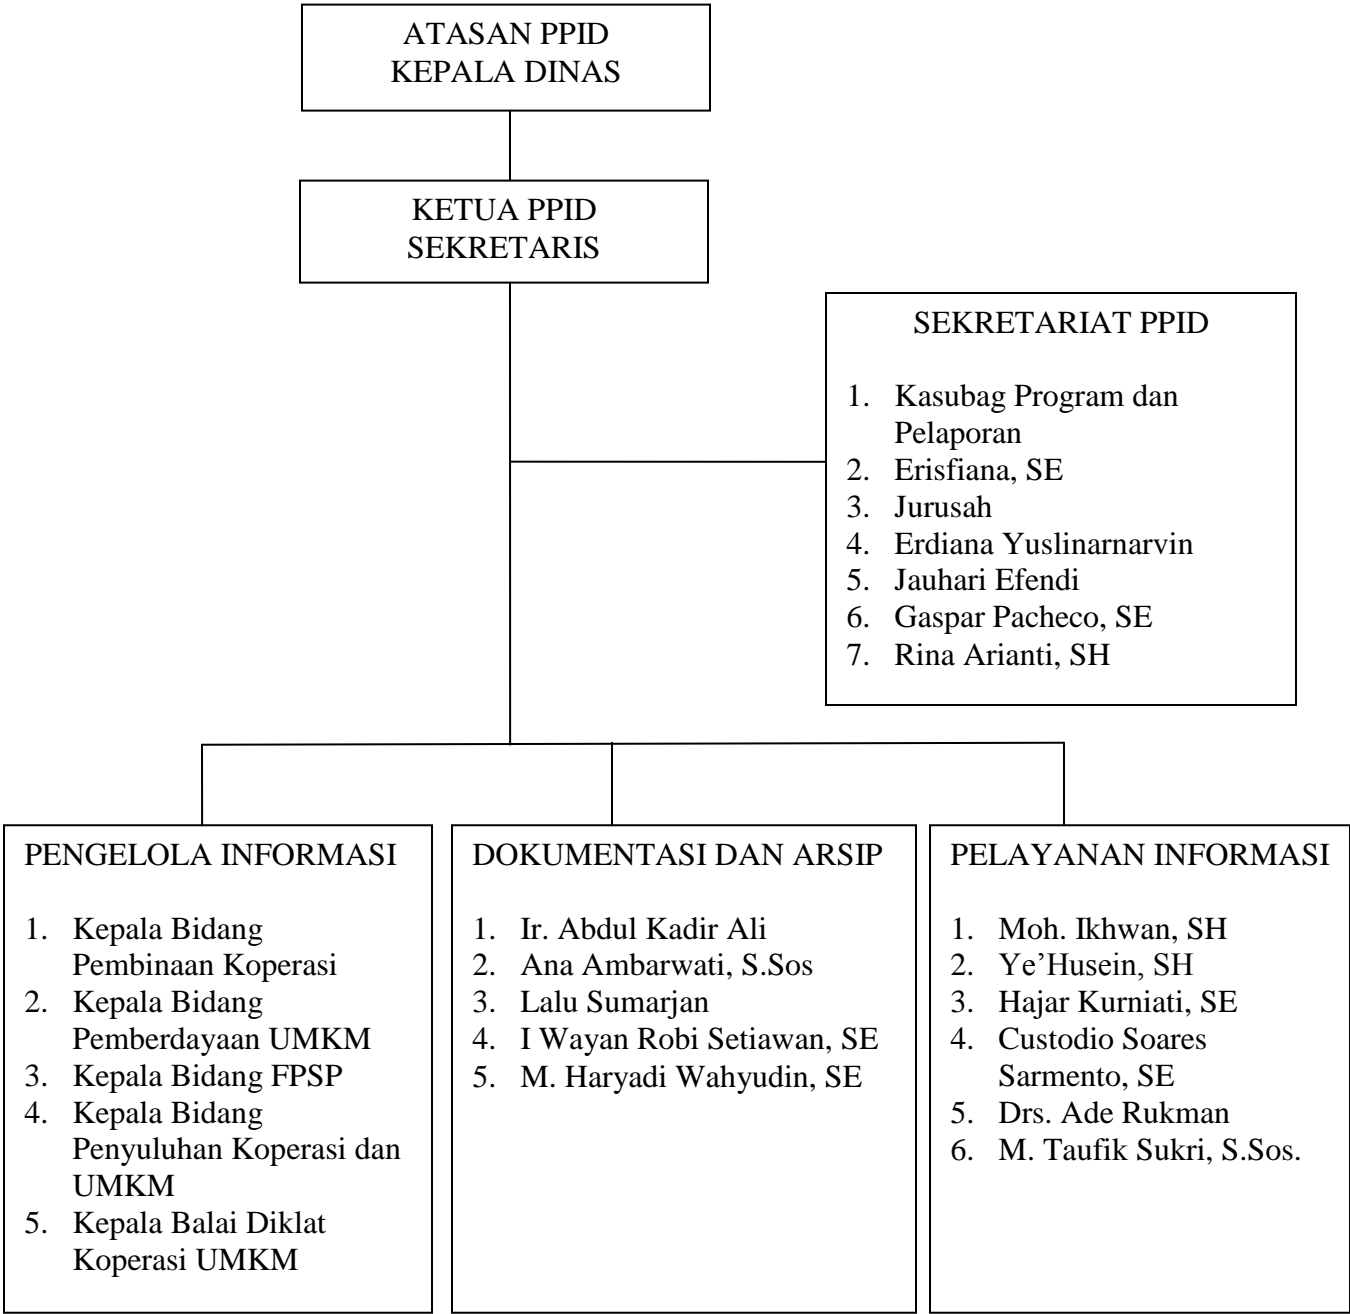 ATASAN PPID
KEPALA DINAS
KETUA PPID
SEKRETARIS
SEKRETARIAT PPID
1. Kasubag Program dan
Pelaporan
2. Erisfiana, SE
3. Jurusah
4. Erdiana Yuslinarnarvin
5. Jauhari Efendi
6. Gaspar Pacheco, SE
7. Rina Arianti, SH
PENGELOLA INFORMASI
1. Kepala Bidang
Pembinaan Koperasi
2. Kepala Bidang
Pemberdayaan UMKM
3. Kepala Bidang FPSP
4. Kepala Bidang
Penyuluhan Koperasi dan
UMKM
5. Kepala Balai Diklat
Koperasi UMKM
DOKUMENTASI DAN ARSIP
1. Ir. Abdul Kadir Ali
2. Ana Ambarwati, S.Sos
3. Lalu Sumarjan
4. I Wayan Robi Setiawan, SE
5. M. Haryadi Wahyudin, SE
PELAYANAN INFORMASI
1. Moh. Ikhwan, SH
2. Ye’Husein, SH
3. Hajar Kurniati, SE
4. Custodio Soares
Sarmento, SE
5. Drs. Ade Rukman
6. M. Taufik Sukri, S.Sos.